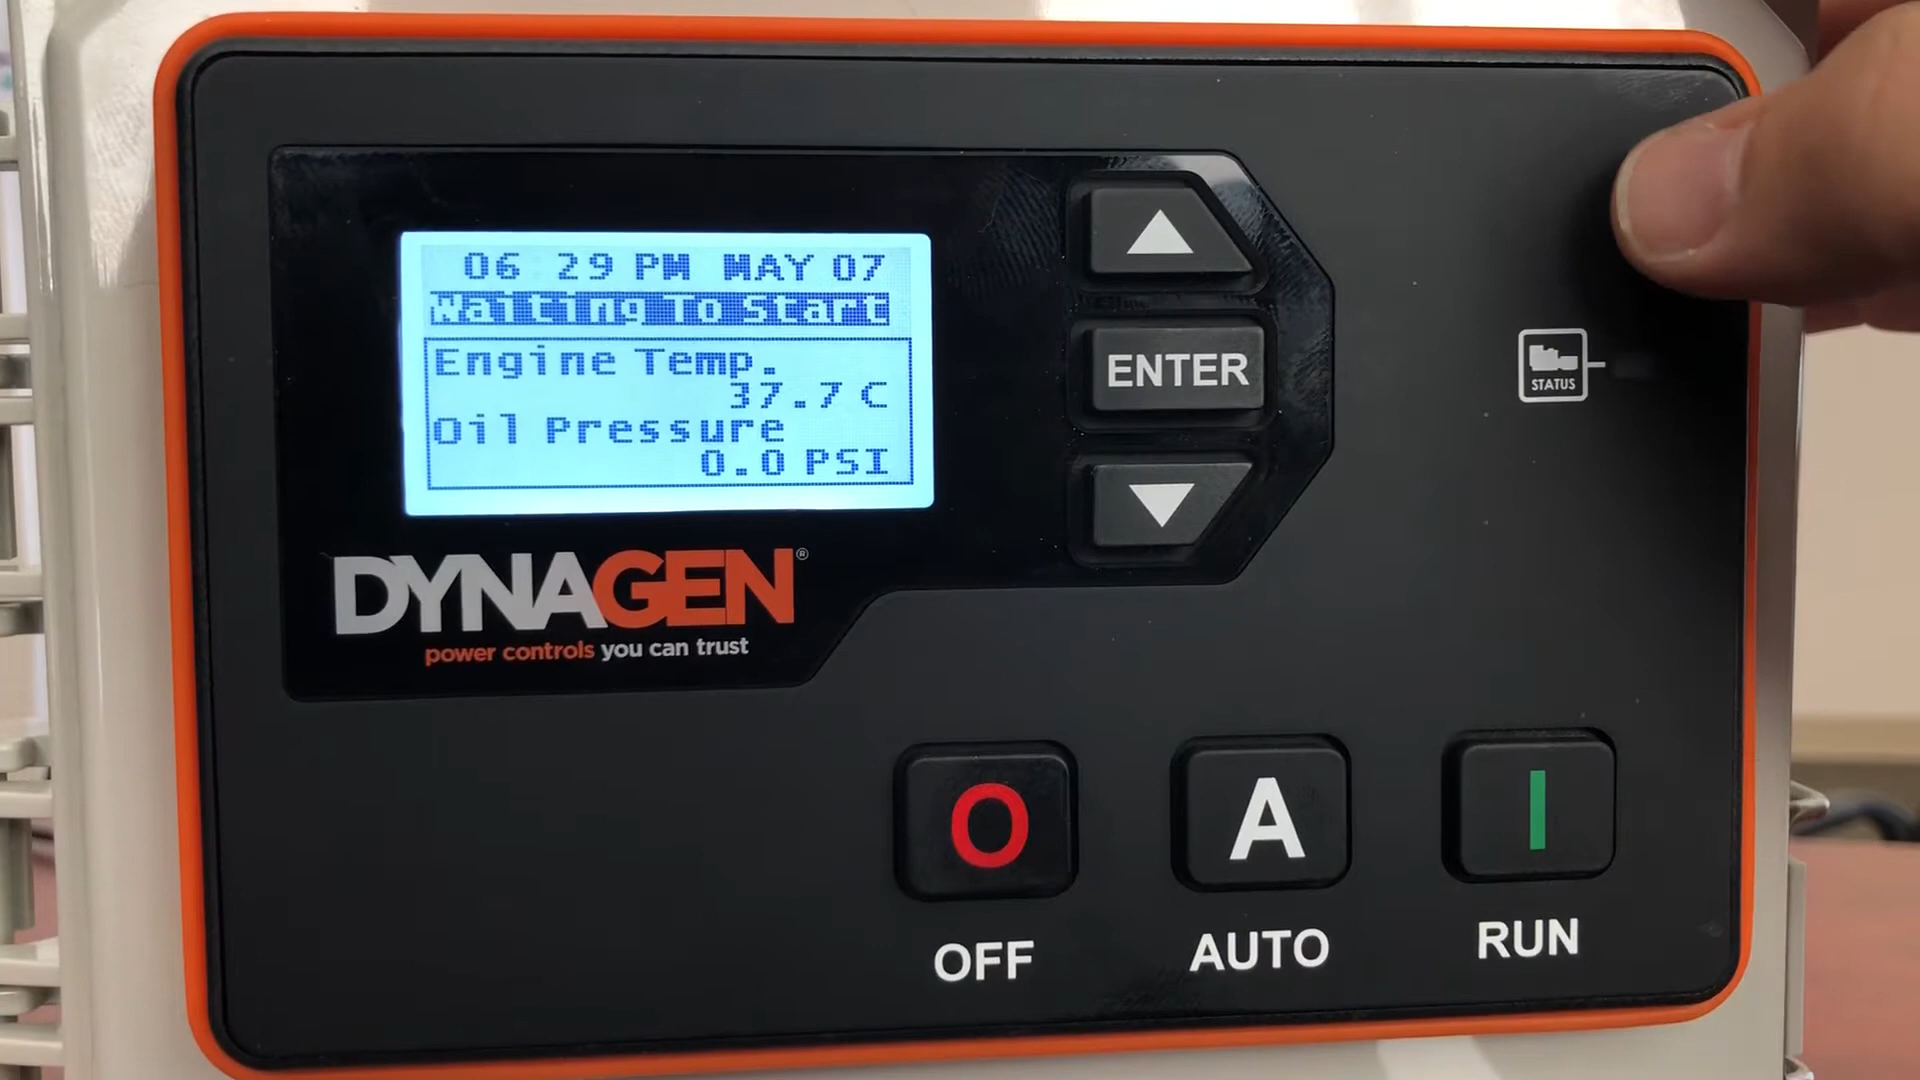 06 29 PM MAY 07
Waiting To Start
Engine Temp.
37.7 C
Oil Pressure
0.0 PSI
ENTER
STATUS
DYNAGEN®
power controls you can trust
O
A
I
OFF
AUTO
RUN